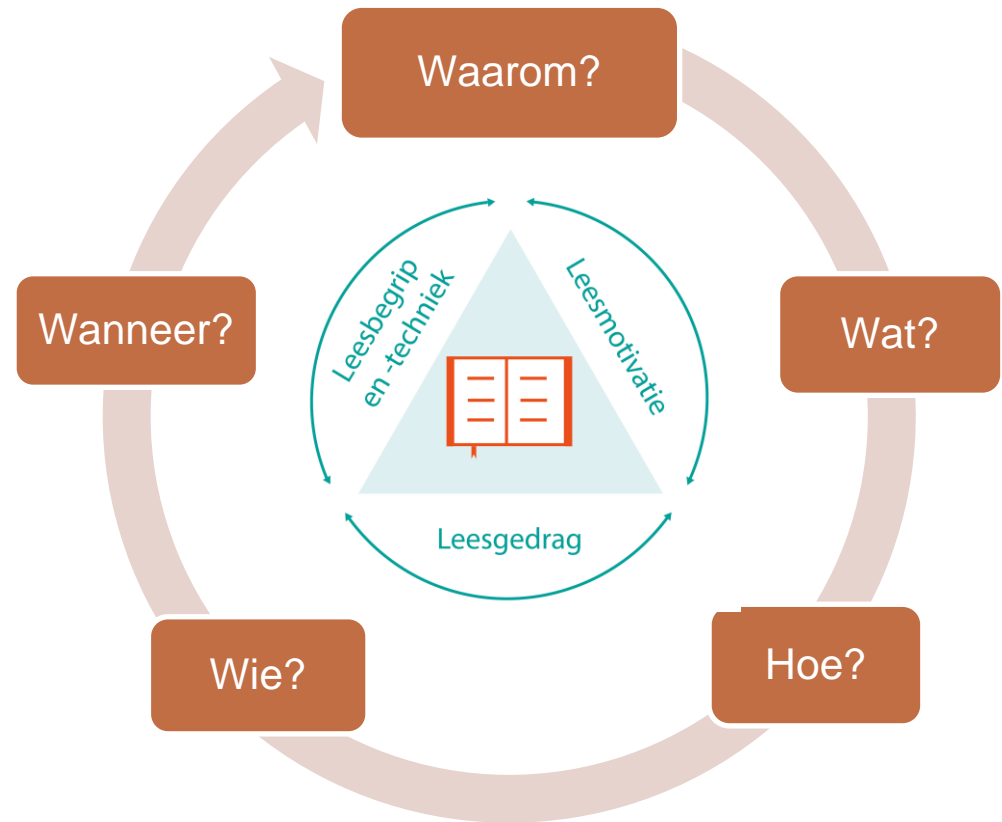 Waarom?
Wat?
Hoe?
Wie?
Wanneer?
Leesbegrip
en -techniek
Leesmotivatie
Leesgedrag